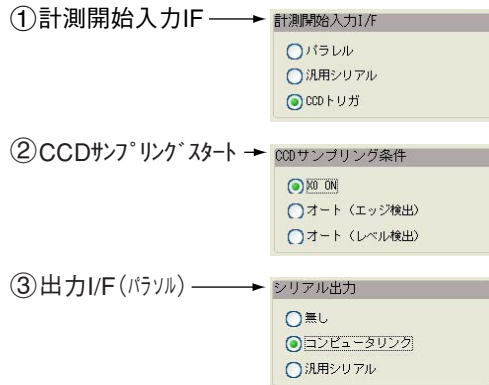 ①計測開始入力IF
計測開始入力I/F
パラレル
汎用シリアル
CCDトリガ
②CCDｻﾝﾌﾟﾘﾝｸﾞｽﾀｰﾄ
CCDサンプリング条件
X0 ON
オート（エッジ検出）
オート（レベル検出）
③出力I/F(ﾊﾟﾗｿﾙ)
シリアル出力
無し
コンピュータリンク
汎用シリアル